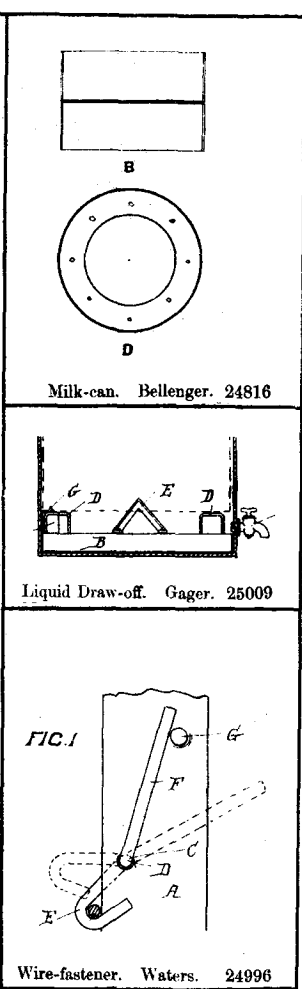 B
D
Milk-can. Bellenger. 24816
G D E D
B
Liquid Draw-off. Gager. 25009
FIG.1
G
F
C
D
A
E
Wire-fastener. Waters. 24996